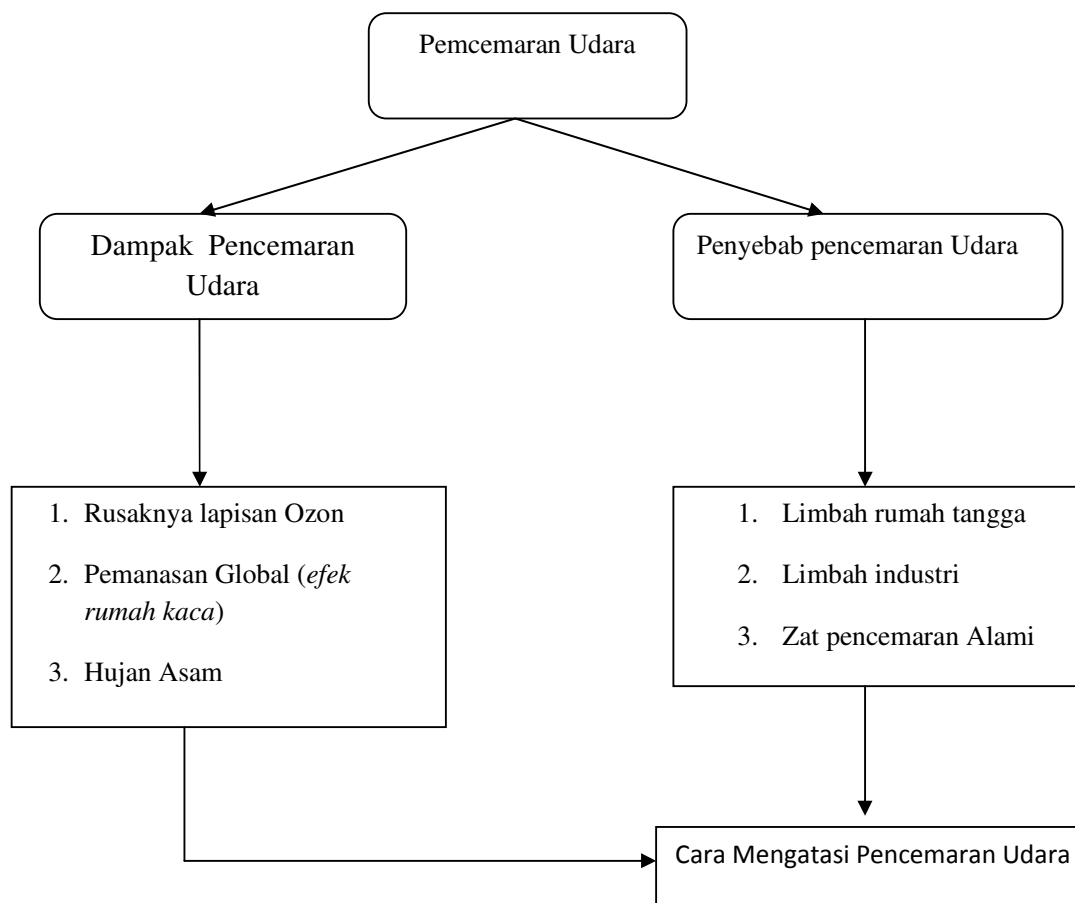 Pemcemaran Udara
Dampak Pencemaran
Udara
Penyebab pencemaran Udara
1. Rusaknya lapisan Ozon
2. Pemanasan Global (efek
rumah kaca)
3. Hujan Asam
1. Limbah rumah tangga
2. Limbah industri
3. Zat pencemaran Alami
Cara Mengatasi Pencemaran Udara